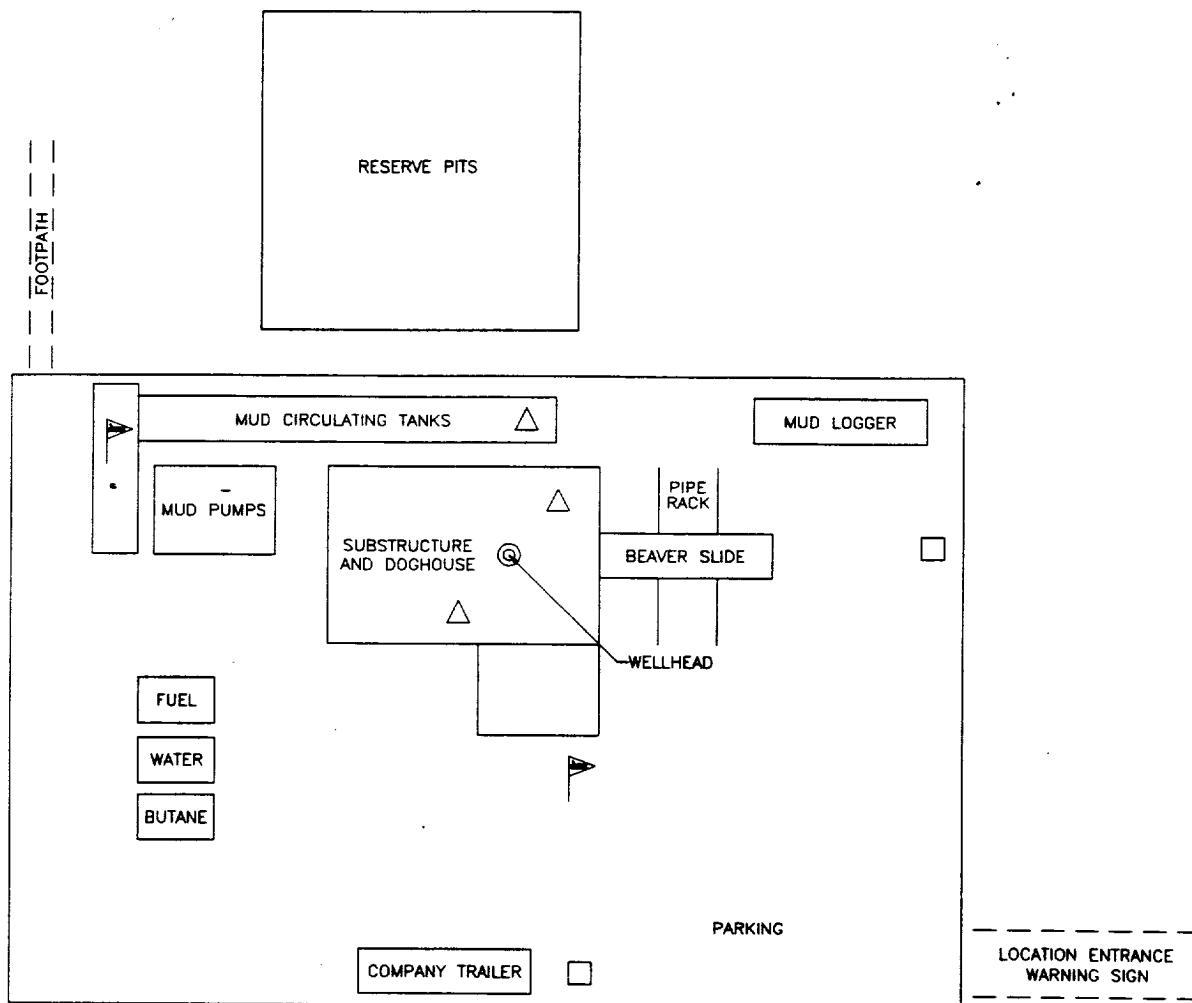 RESERVE PITS
FOOTPATH
MUD CIRCULATING TANKS
MUD LOGGER
MUD PUMPS
PIPE
RACK
SUBSTRUCTURE
AND DOGHOUSE
BEAVER SLIDE
WELLHEAD
FUEL
WATER
BUTANE
PARKING
COMPANY TRAILER
LOCATION ENTRANCE
WARNING SIGN